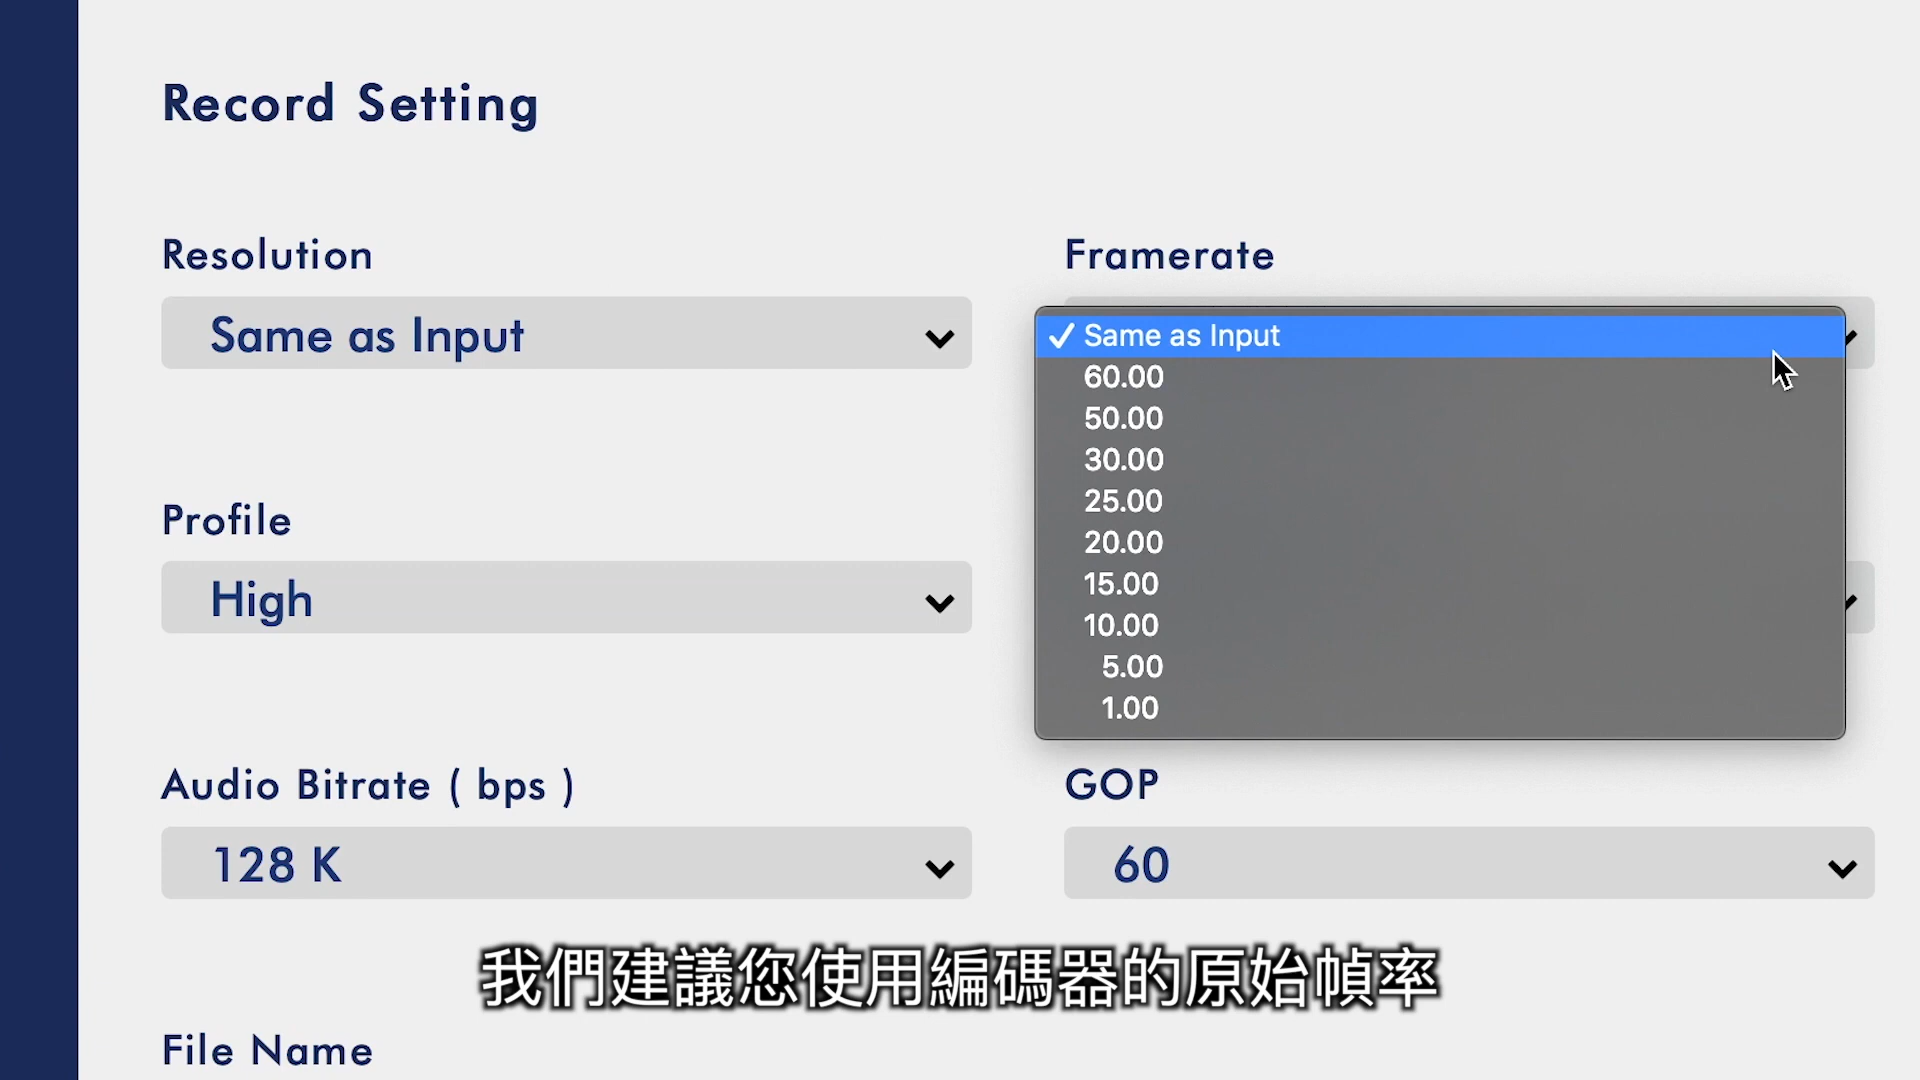 Record Setting
Resolution
Same as Input
Framerate
✓ Same as Input
60.00
50.00
30.00
25.00
20.00
15.00
10.00
5.00
1.00
Profile
High
Audio Bitrate ( bps )
128 K
GOP
60
我們建議您使用編碼器的原始幀率
File Name